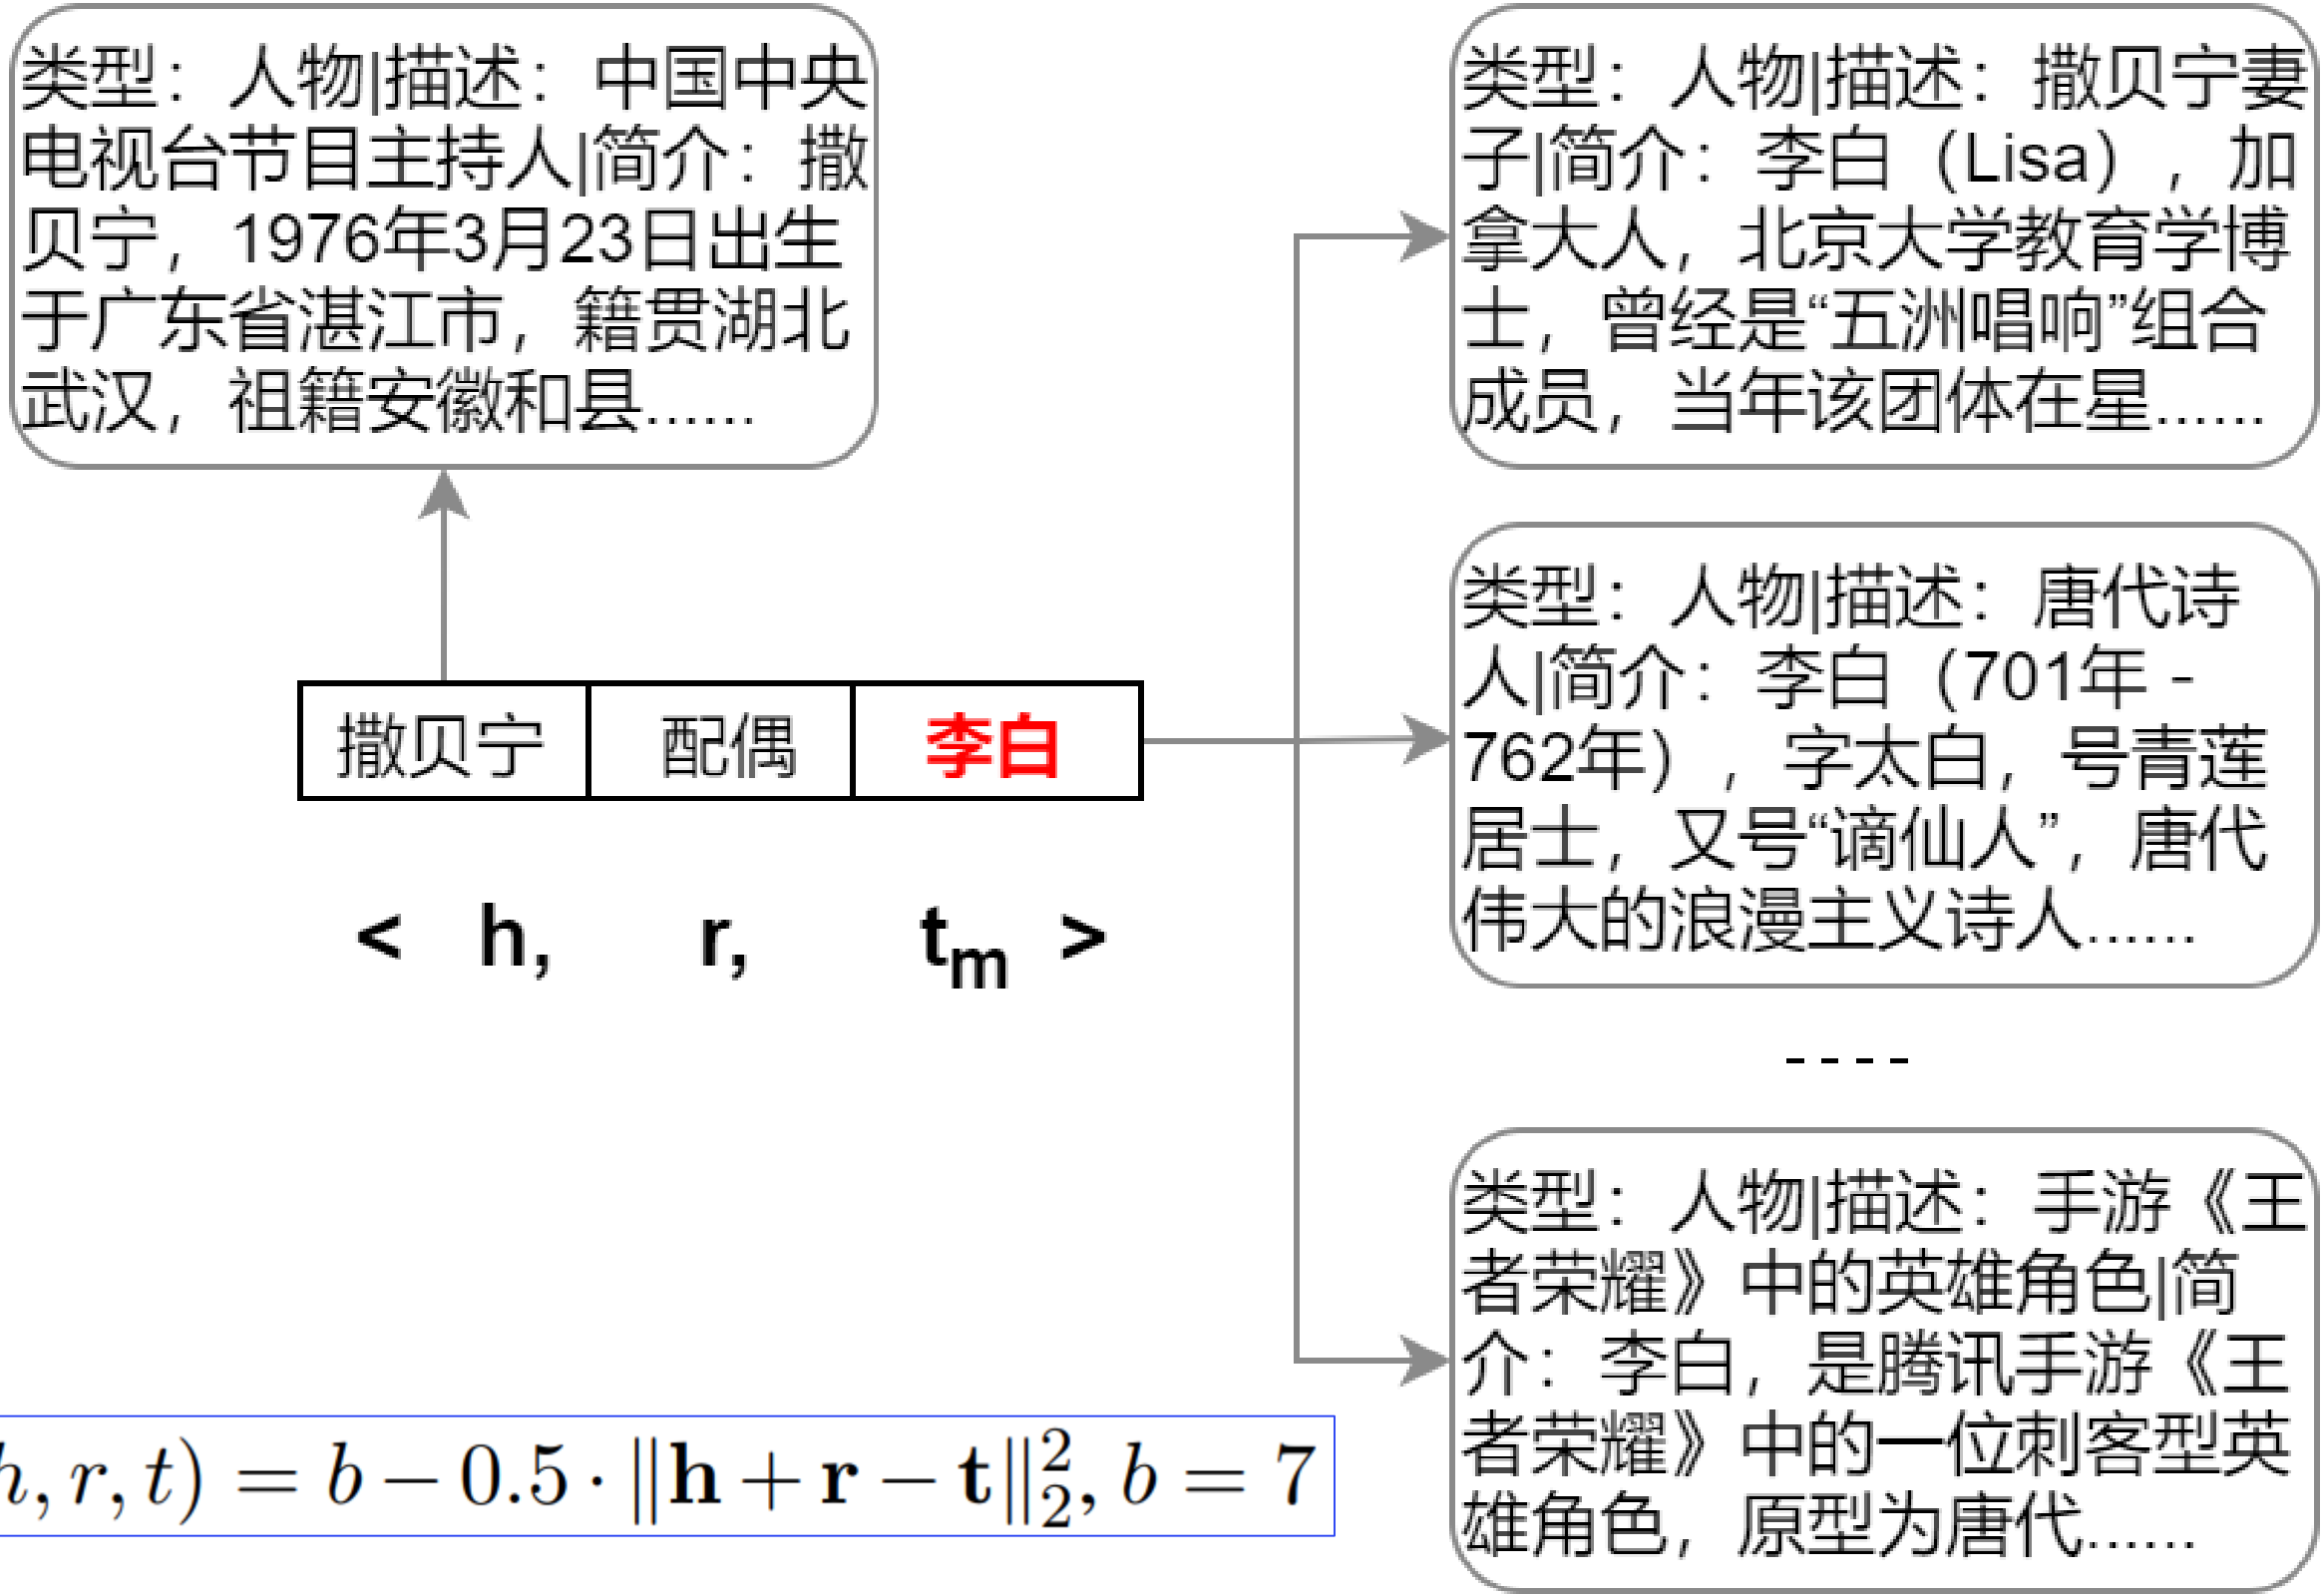 类型：人物|描述：中国中央
电视台节目主持人|简介：撒
贝宁，1976年3月23日出生
于广东省湛江市，籍贯湖北
武汉，祖籍安徽和县......
撒贝宁 配偶 李白
< h, r, tm >
类型：人物|描述：撒贝宁妻
子|简介：李白（Lisa），加
拿大人，北京大学教育学博
士，曾经是“五洲唱响”组合
成员，当年该团体在星......
类型：人物|描述：唐代诗
人|简介：李白（701年 -
762年），字太白，号青莲
居士，又号“谪仙人”，唐代
伟大的浪漫主义诗人......
----
类型：人物|描述：手游《王
者荣耀》中的英雄角色|简
介：李白，是腾讯手游《王
者荣耀》中的一位刺客型英
雄角色，原型为唐代......
h, r, t) = b − 0.5 · ‖h + r − t‖₂², b = 7